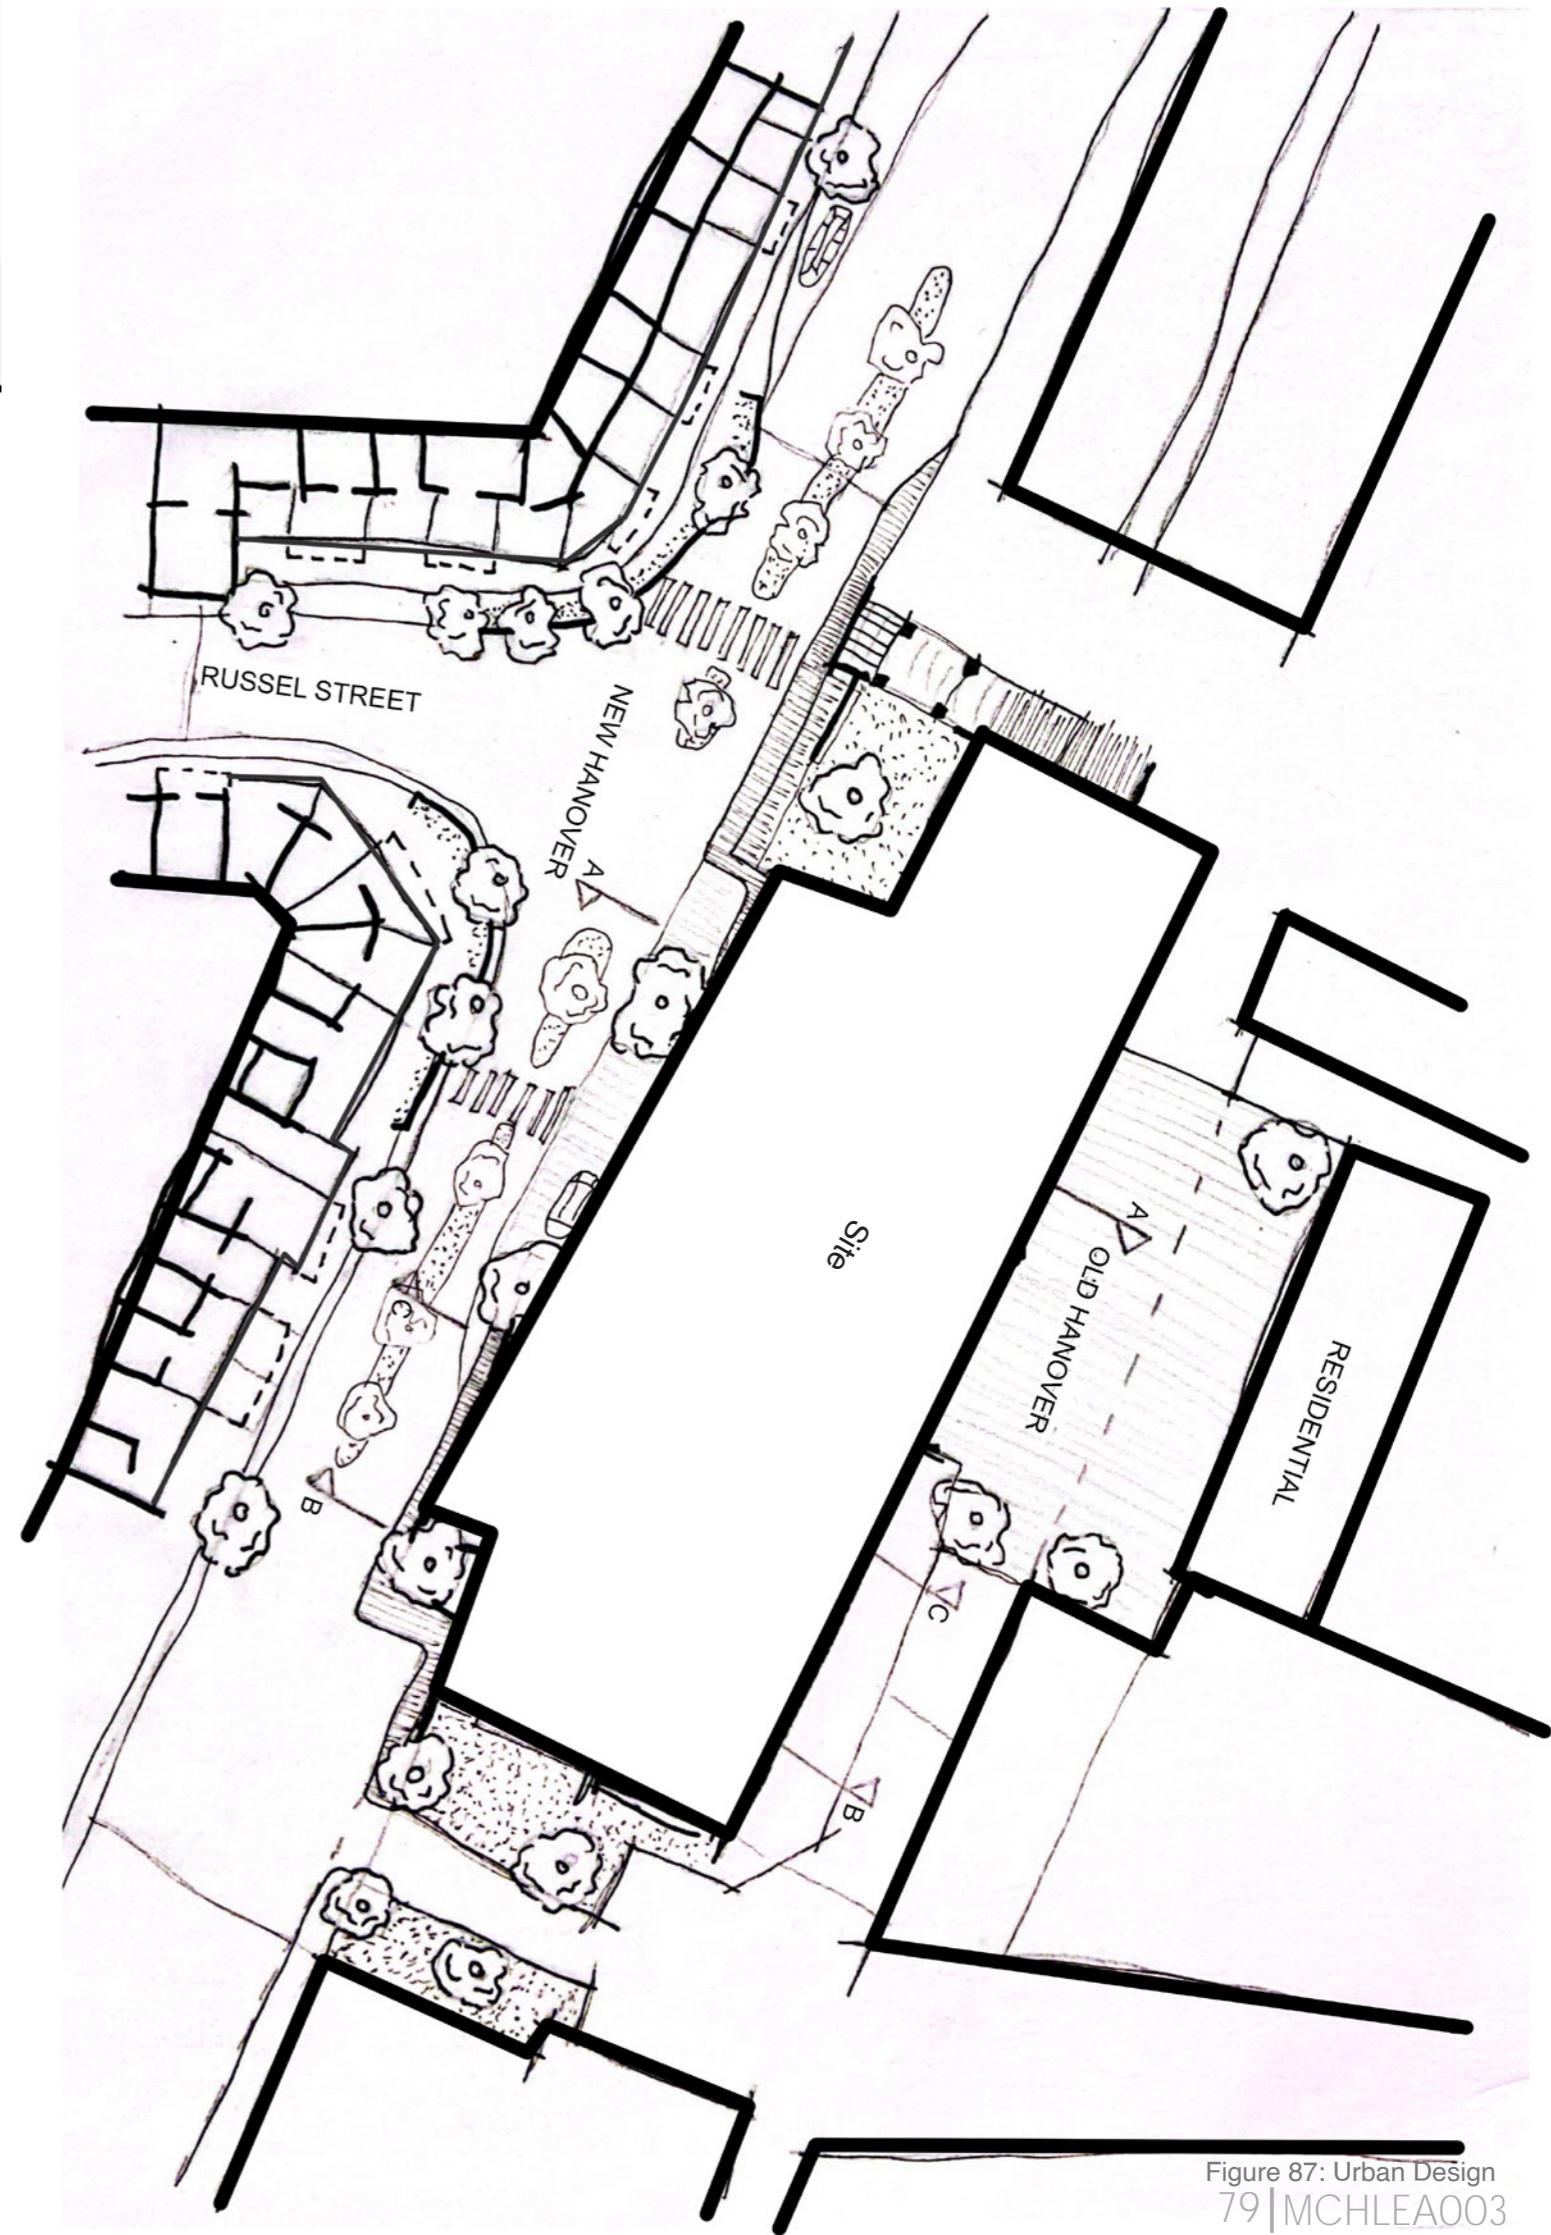 RUSSEL STREET
NEW HANOVER
A
Site
A
OLD HANOVER
RESIDENTIAL
C
B
C
B
Figure 87: Urban Design
79|MCHLEA003